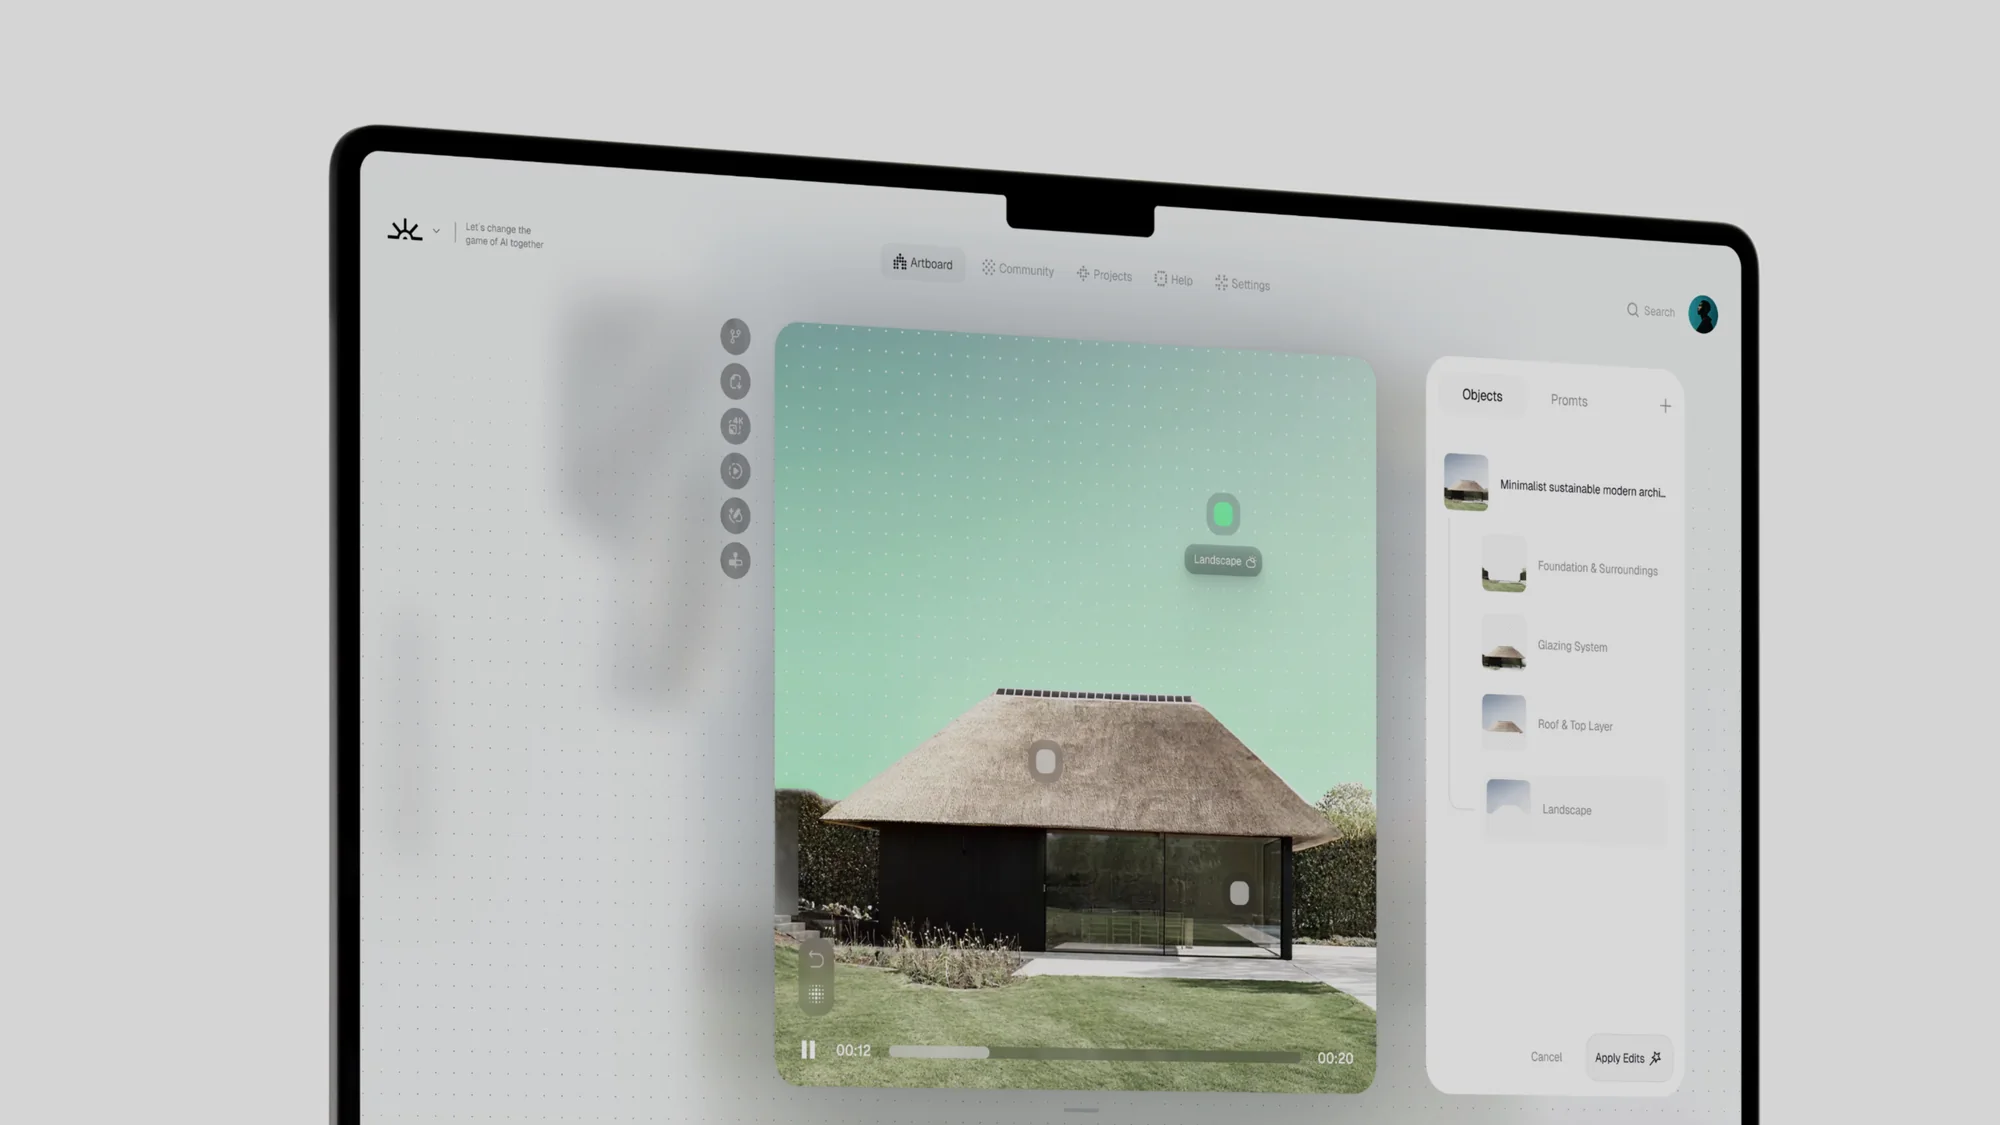 Let's change the
game of AI together
Artboard
Community
Projects
Help
Settings
Search
4K
Objects
Promts
Minimalist sustainable modern archi...
Foundation & Surroundings
Glazing System
Roof & Top Layer
Landscape
Landscape
00:12
00:20
Cancel
Apply Edits